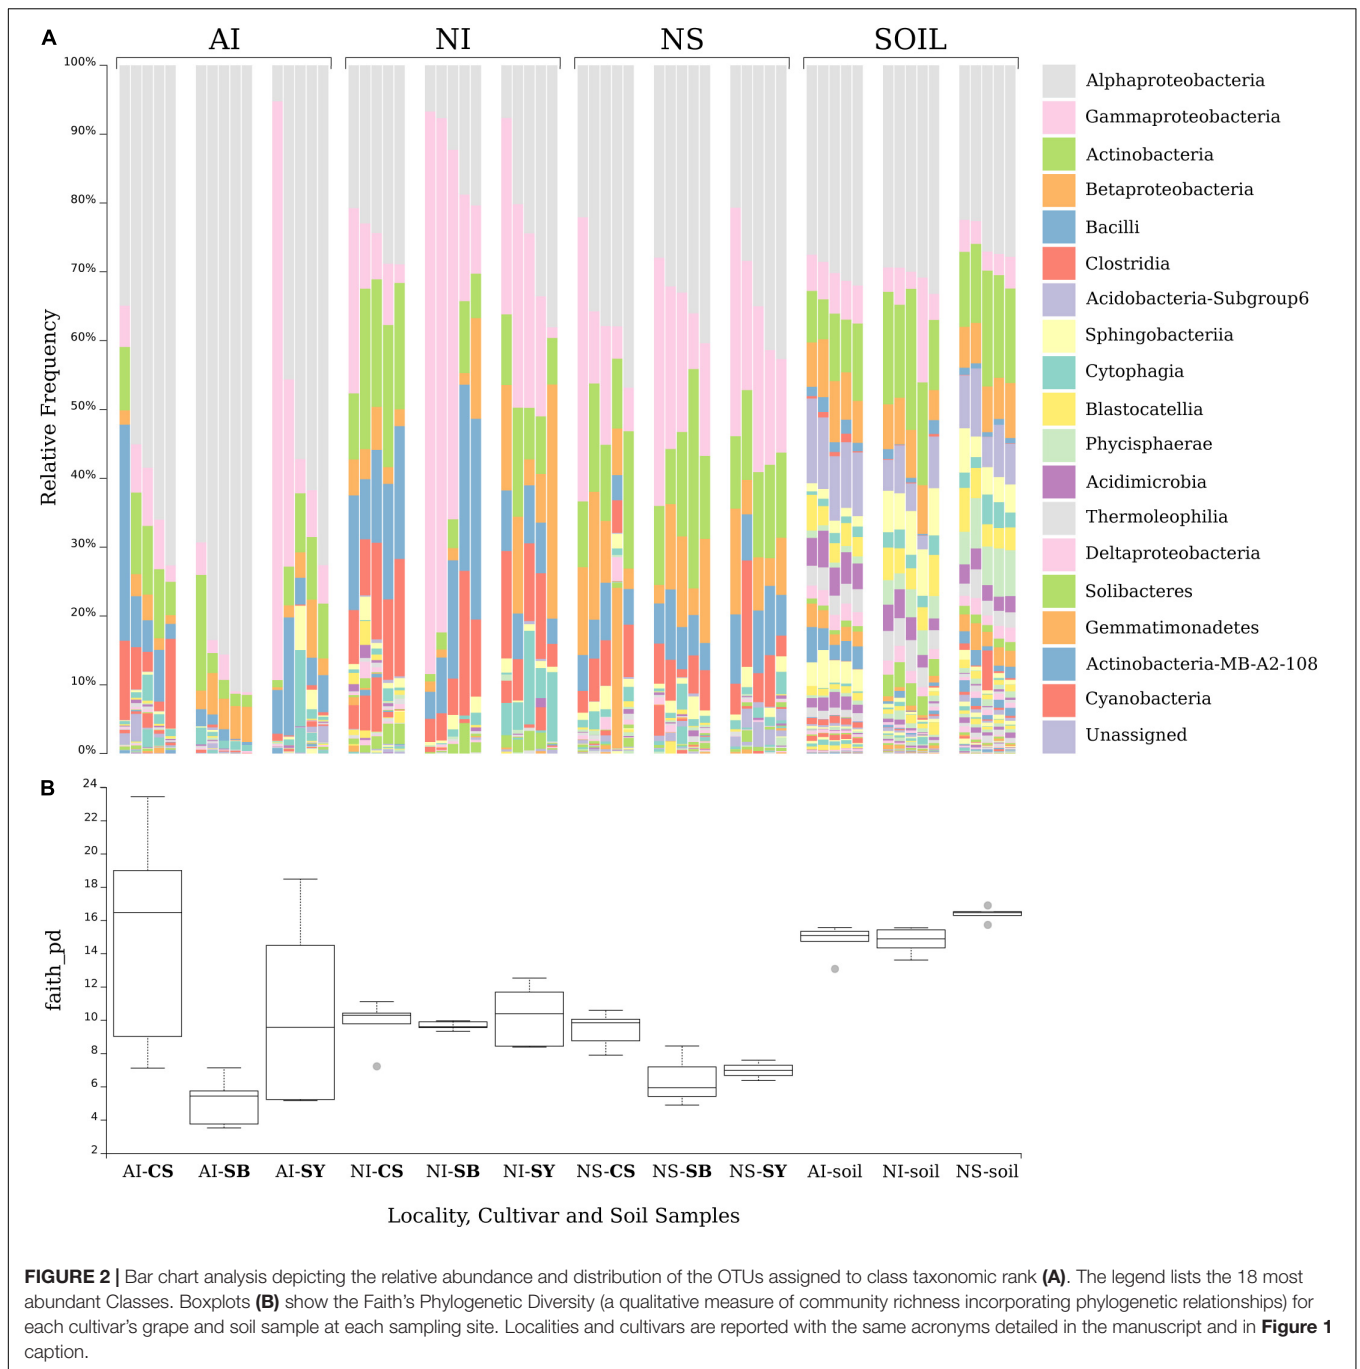 A
AI NI NS SOIL
100%
90%
80%
70%
60%
50%
40%
30%
20%
10%
0%
Relative Frequency
Alphaproteobacteria
Gammaproteobacteria
Actinobacteria
Betaproteobacteria
Bacilli
Clostridia
Acidobacteria-Subgroup6
Sphingobacteriia
Cytophagia
Blastocatellia
Phycisphaerae
Acidimicrobia
Thermoleophilia
Deltaproteobacteria
Solibacteres
Gemmatimonadetes
Actinobacteria-MB-A2-108
Cyanobacteria
Unassigned
B
24
22
20
18
16
14
12
10
8
6
4
2
faith_pd
AI-CS AI-SB AI-SY NI-CS NI-SB NI-SY NS-CS NS-SB NS-SY AI-soil NI-soil NS-soil
Locality, Cultivar and Soil Samples
FIGURE 2 | Bar chart analysis depicting the relative abundance and distribution of the OTUs assigned to class taxonomic rank (A). The legend lists the 18 most
abundant Classes. Boxplots (B) show the Faith's Phylogenetic Diversity (a qualitative measure of community richness incorporating phylogenetic relationships) for
each cultivar's grape and soil sample at each sampling site. Localities and cultivars are reported with the same acronyms detailed in the manuscript and in Figure 1
caption.